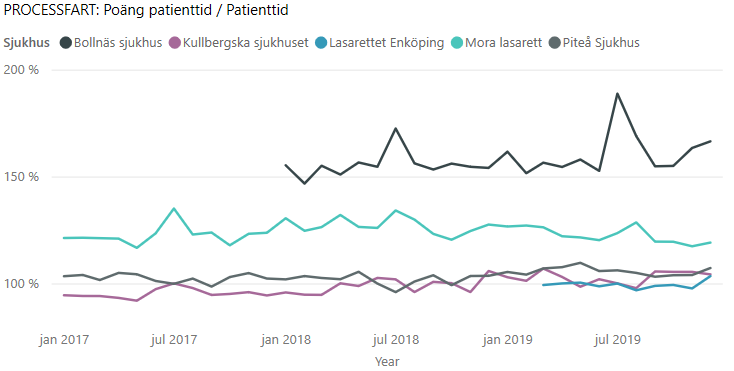 PROCESSFART: Poäng patienttid / Patienttid
Sjukhus Bollnäs sjukhus Kullbergska sjukhuset Lasarettet Enköping Mora lasarett Piteå Sjukhus
200 %
150 %
100 %
jan 2017 jul 2017 jan 2018 jul 2018 jan 2019 jul 2019
Year